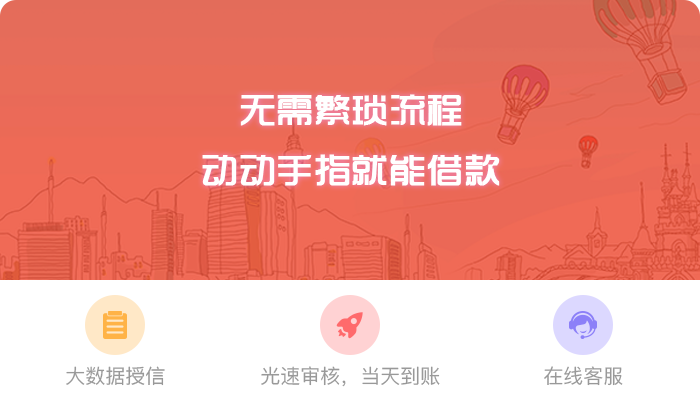 无需繁琐流程
动动手指就能借款
大数据授信
光速审核，当天到账
在线客服